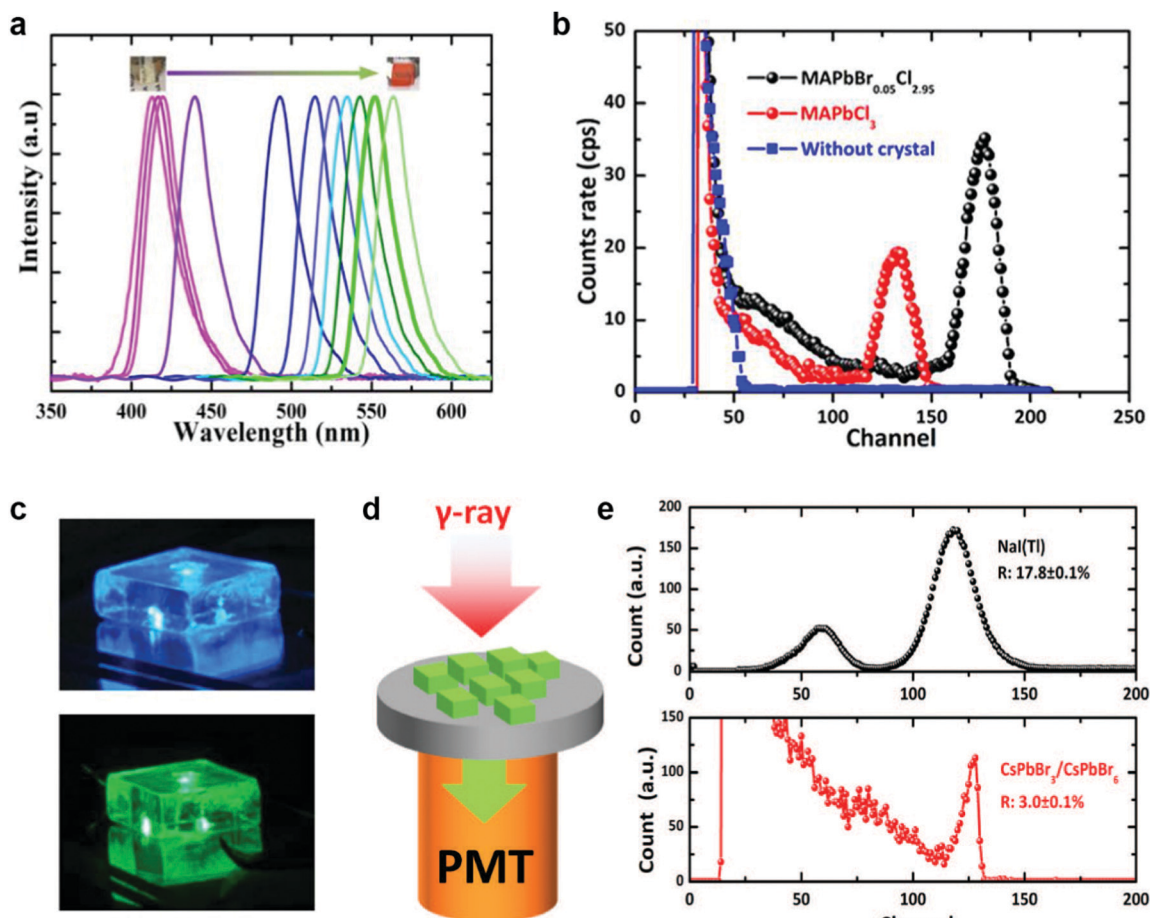 a
Intensity (a.u)
350 400 450 500 550 600
Wavelength (nm)
b
Counts rate (cps)
50
40
30
20
10
0
MAPbBr0.05Cl2.95
MAPbCl3
Without crystal
0 50 100 150 200 250
Channel
c
d
γ-ray
PMT
e
Count (a.u.)
200
150
100
50
0
NaI(Tl)
R: 17.8±0.1%
0 50 100 150 200
Count (a.u.)
150
100
50
0
CsPbBr3/CsPbBr6
R: 3.0±0.1%
0 50 100 150 200